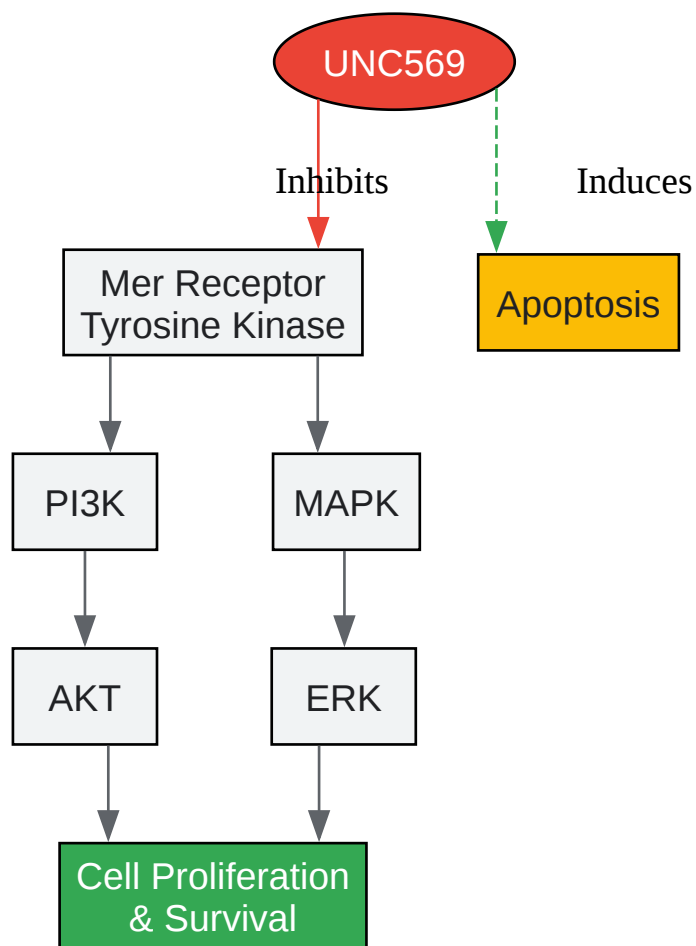 UNC569
Inhibits
Induces
Mer Receptor
Tyrosine Kinase
Apoptosis
PI3K
MAPK
AKT
ERK
Cell Proliferation
& Survival